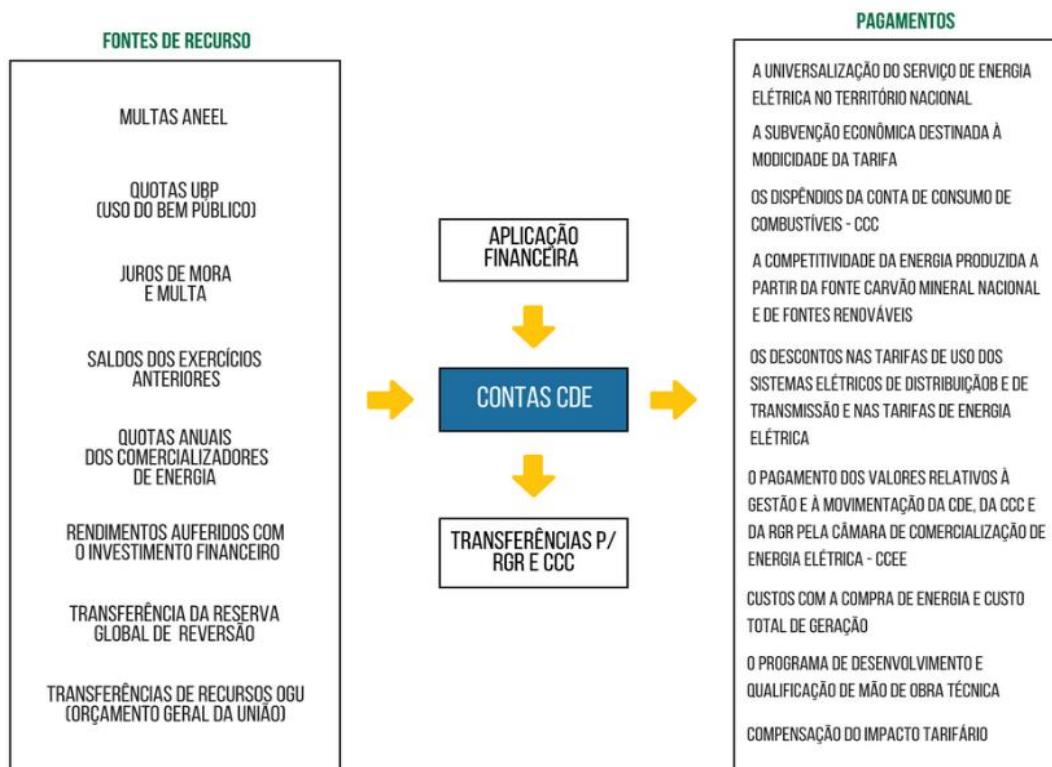 FONTES DE RECURSO
MULTAS ANEEL
QUOTAS UBP
(USO DO BEM PÚBLICO)
JUROS DE MORA
E MULTA
SALDOS DOS EXERCÍCIOS
ANTERIORES
QUOTAS ANUAIS
DOS COMERCIALIZADORES
DE ENERGIA
RENDIMENTOS AUFERIDOS COM
O INVESTIMENTO FINANCEIRO
TRANSFERÊNCIA DA RESERVA
GLOBAL DE REVERSÃO
TRANSFERÊNCIAS DE RECURSOS OGU
(ORÇAMENTO GERAL DA UNIÃO)
APLICAÇÃO
FINANCEIRA
CONTAS CDE
TRANSFERÊNCIAS P/
RGR E CCC
PAGAMENTOS
A UNIVERSALIZAÇÃO DO SERVIÇO DE ENERGIA
ELÉTRICA NO TERRITÓRIO NACIONAL
A SUBVENÇÃO ECONÔMICA DESTINADA À
MODICIDADE DA TARIFA
OS DISPÊNDIOS DA CONTA DE CONSUMO DE
COMBUSTÍVEIS - CCC
A COMPETITIVIDADE DA ENERGIA PRODUZIDA A
PARTIR DA FONTE CARVÃO MINERAL NACIONAL
E DE FONTES RENOVÁVEIS
OS DESCONTOS NAS TARIFAS DE USO DOS
SISTEMAS ELÉTRICOS DE DISTRIBUIÇÃOB E DE
TRANSMISSÃO E NAS TARIFAS DE ENERGIA
ELÉTRICA
O PAGAMENTO DOS VALORES RELATIVOS À
GESTÃO E À MOVIMENTAÇÃO DA CDE, DA CCC E
DA RGR PELA CÂMARA DE COMERCIALIZAÇÃO DE
ENERGIA ELÉTRICA - CCEE
CUSTOS COM A COMPRA DE ENERGIA E CUSTO
TOTAL DE GERAÇÃO
O PROGRAMA DE DESENVOLVIMENTO E
QUALIFICAÇÃO DE MÃO DE OBRA TÉCNICA
COMPENSAÇÃO DO IMPACTO TARIFÁRIO